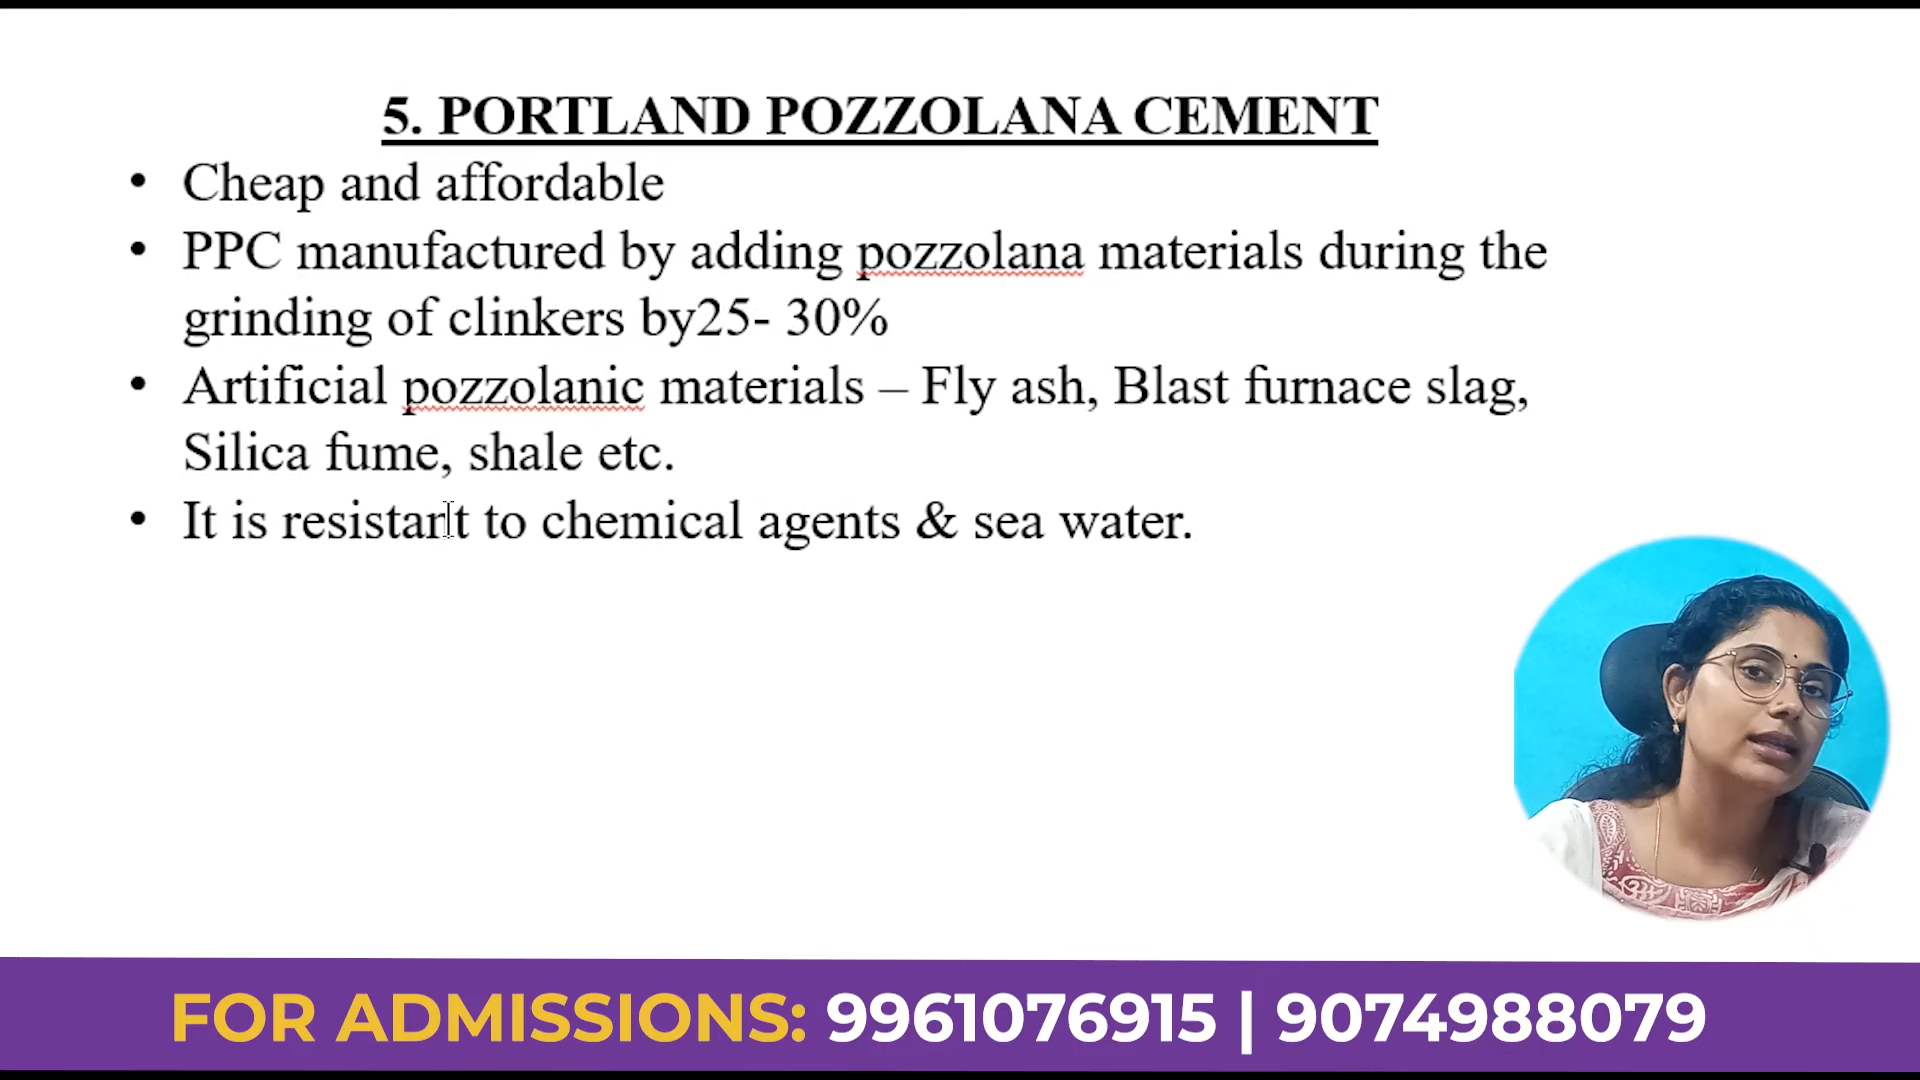 5. PORTLAND POZZOLANA CEMENT
• Cheap and affordable
• PPC manufactured by adding pozzolana materials during the
grinding of clinkers by25- 30%
• Artificial pozzolanic materials – Fly ash, Blast furnace slag,
Silica fume, shale etc.
• It is resistant to chemical agents & sea water.
FOR ADMISSIONS: 9961076915 | 9074988079